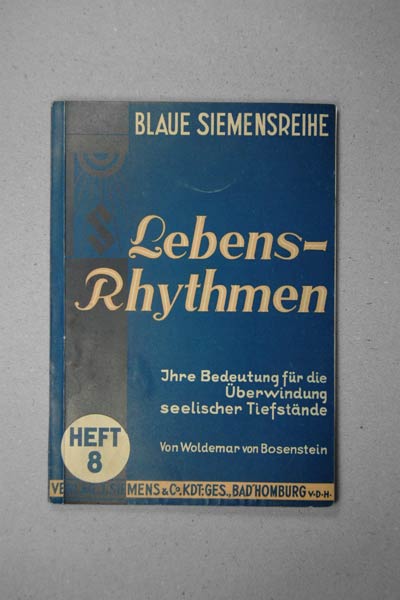 BLAUE SIEMENSREIHE
Lebens-
Rhythmen
Ihre Bedeutung für die
Überwindung
seelischer Tiefstände
HEFT
8
Von Woldemar von Bosenstein
MENS & Co. KDT: GES., BAD HOMBURG V·D·H·